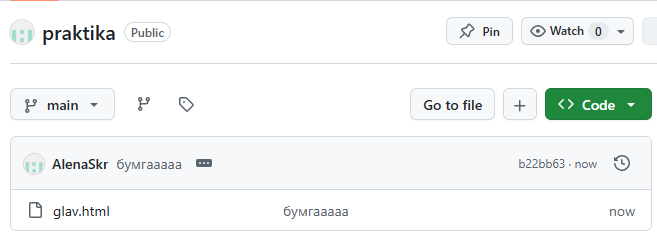 praktika Public Pin Watch 0
main Go to file + Code
AlenaSkr бумгааааа b22bb63 · now
glav.html бумгааааа now